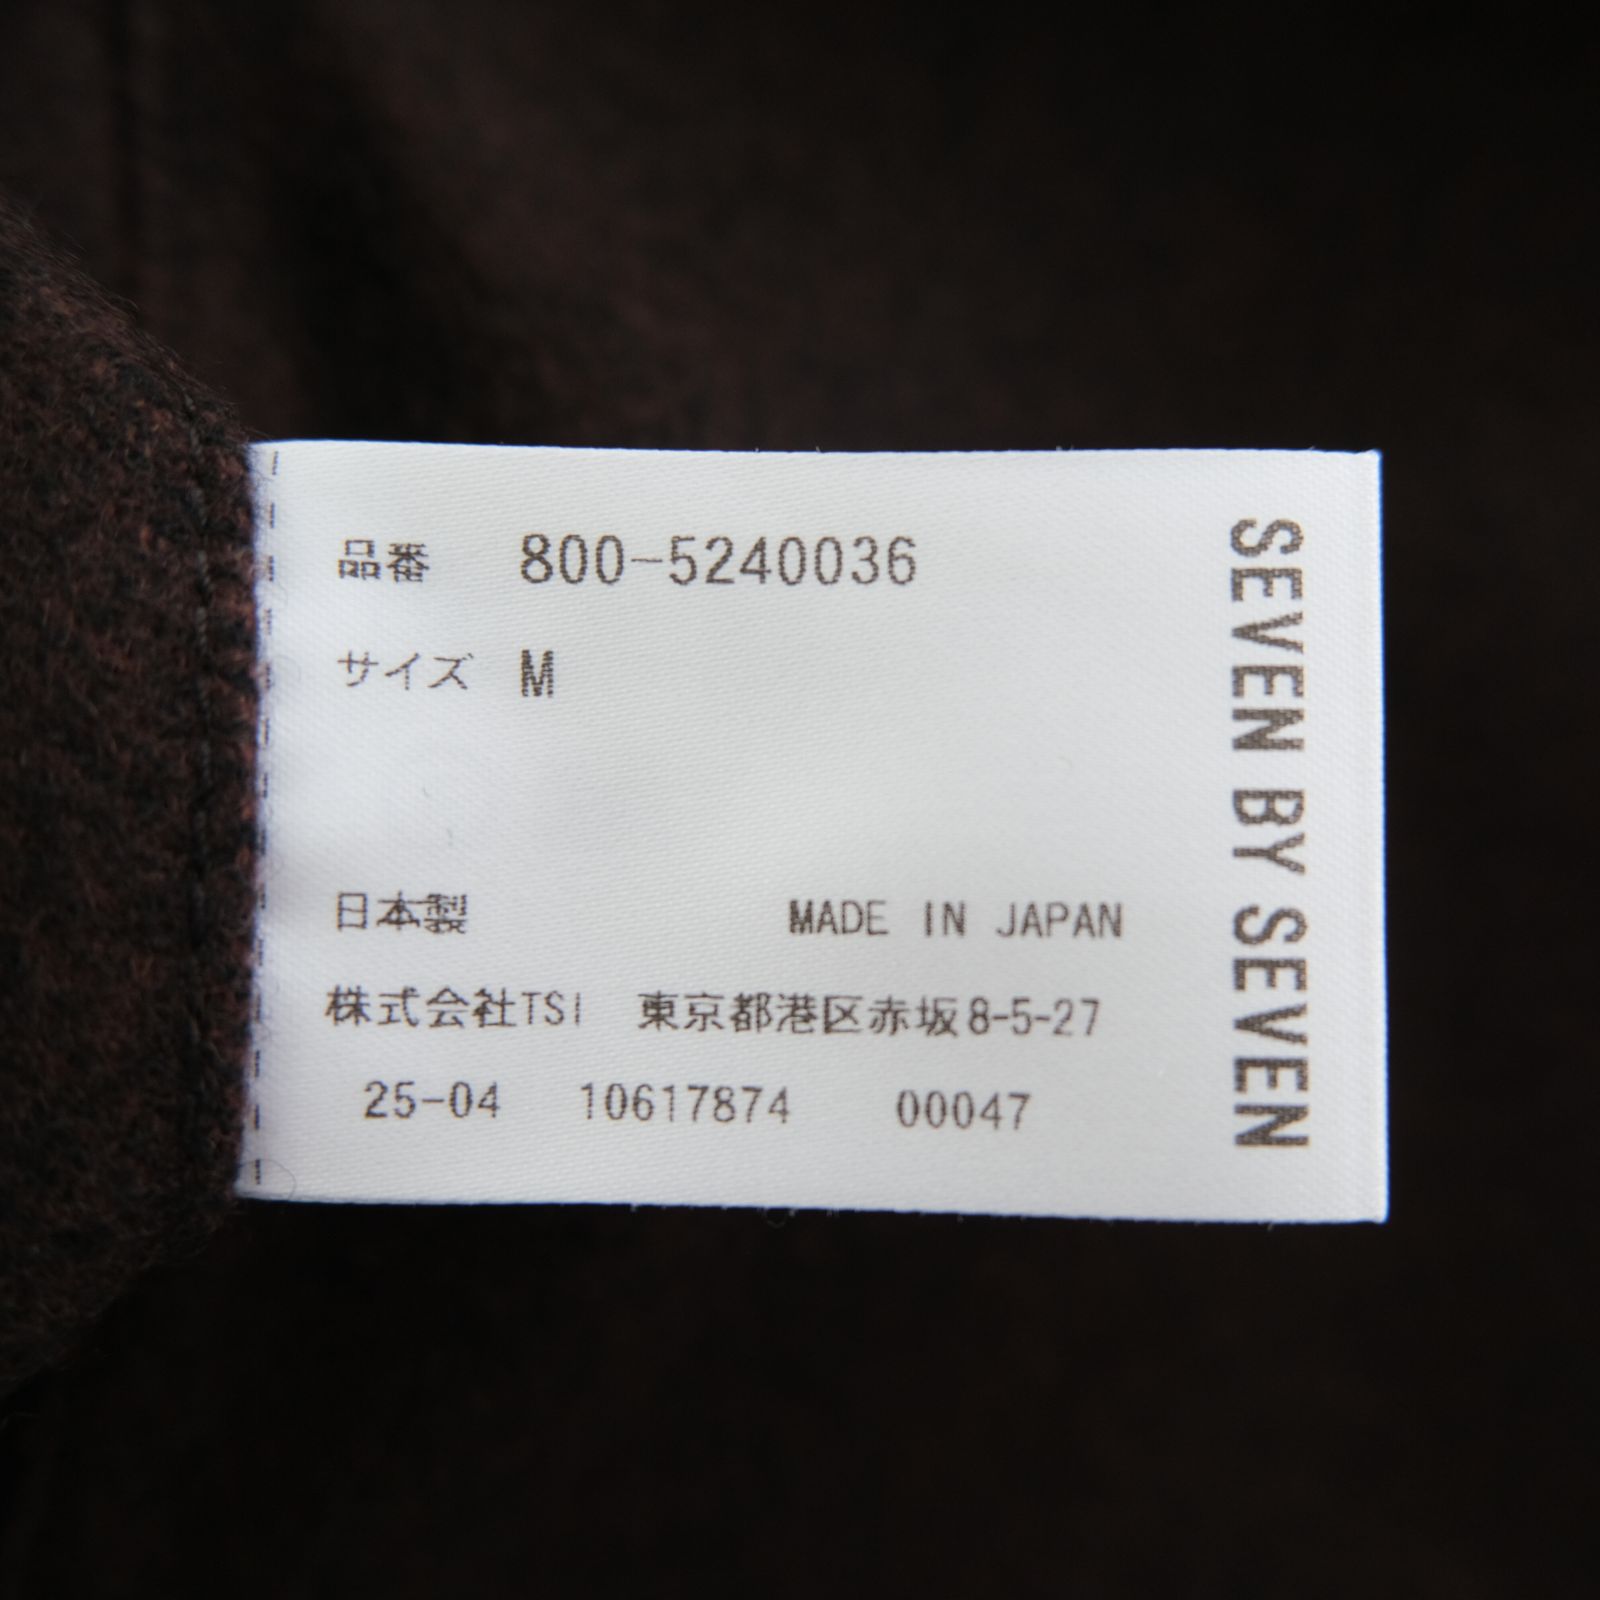 品番 800-5240036
サイズ M
日本製 MADE IN JAPAN
株式会社TSI 東京都港区赤坂8-5-27
25-04 10617874 00047
SEVEN BY SEVEN